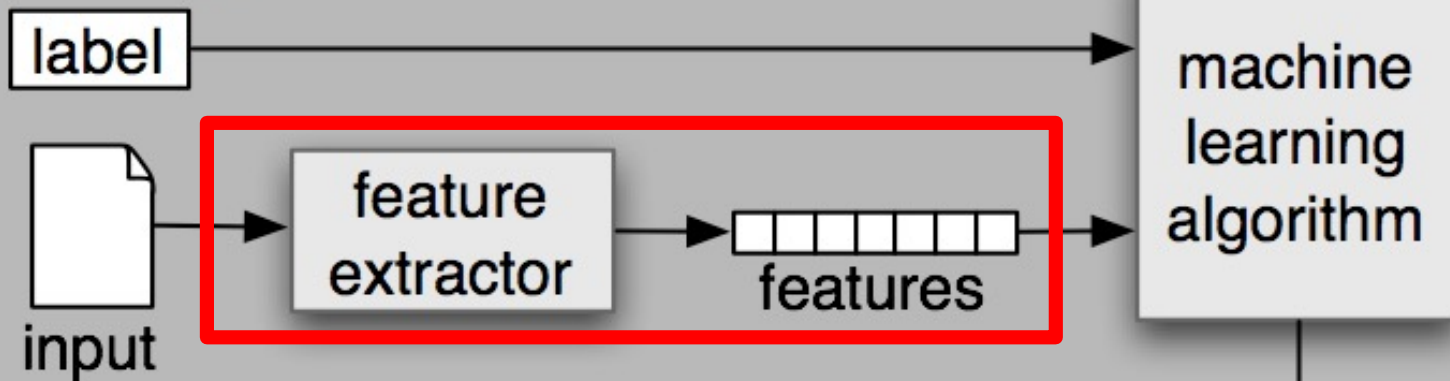 label
machine
learning
algorithm
feature
extractor
features
input